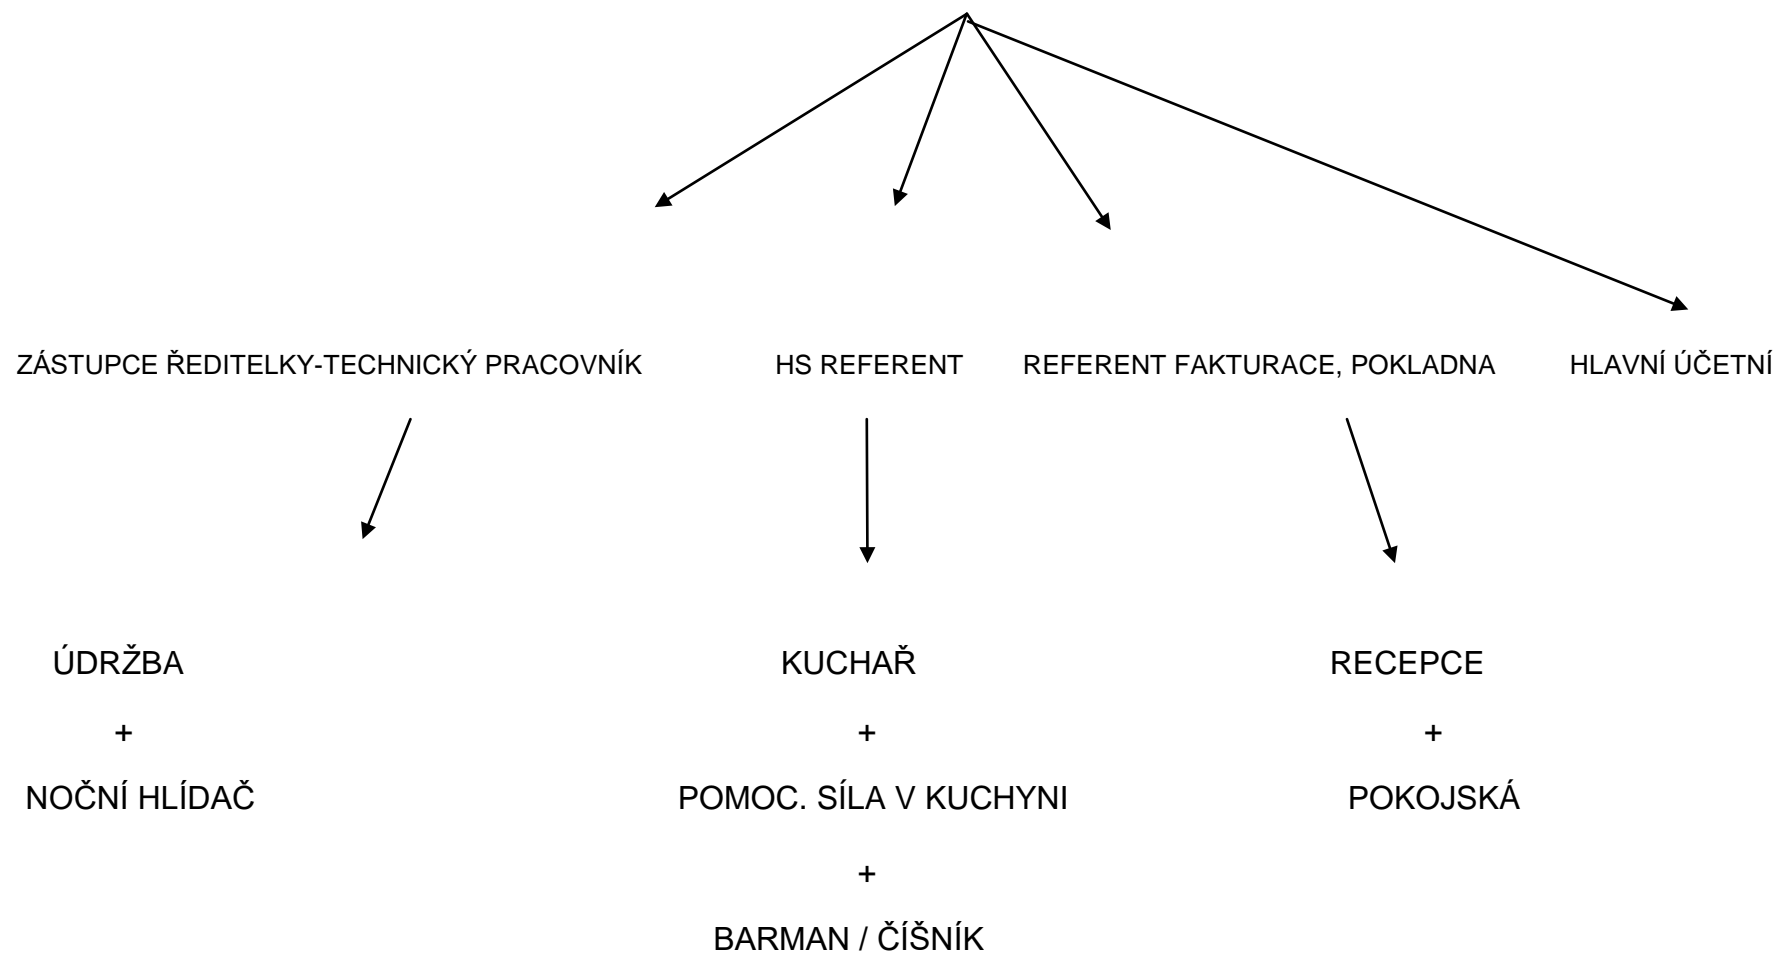 ZÁSTUPCE ŘEDITELKY-TECHNICKÝ PRACOVNÍK HS REFERENT REFERENT FAKTURACE, POKLADNA HLAVNÍ ÚČETNÍ
ÚDRŽBA KUCHAŘ RECEPCE
+ + +
NOČNÍ HLÍDAČ POMOC. SÍLA V KUCHYNI POKOJSKÁ
+
BARMAN / ČÍŠNÍK